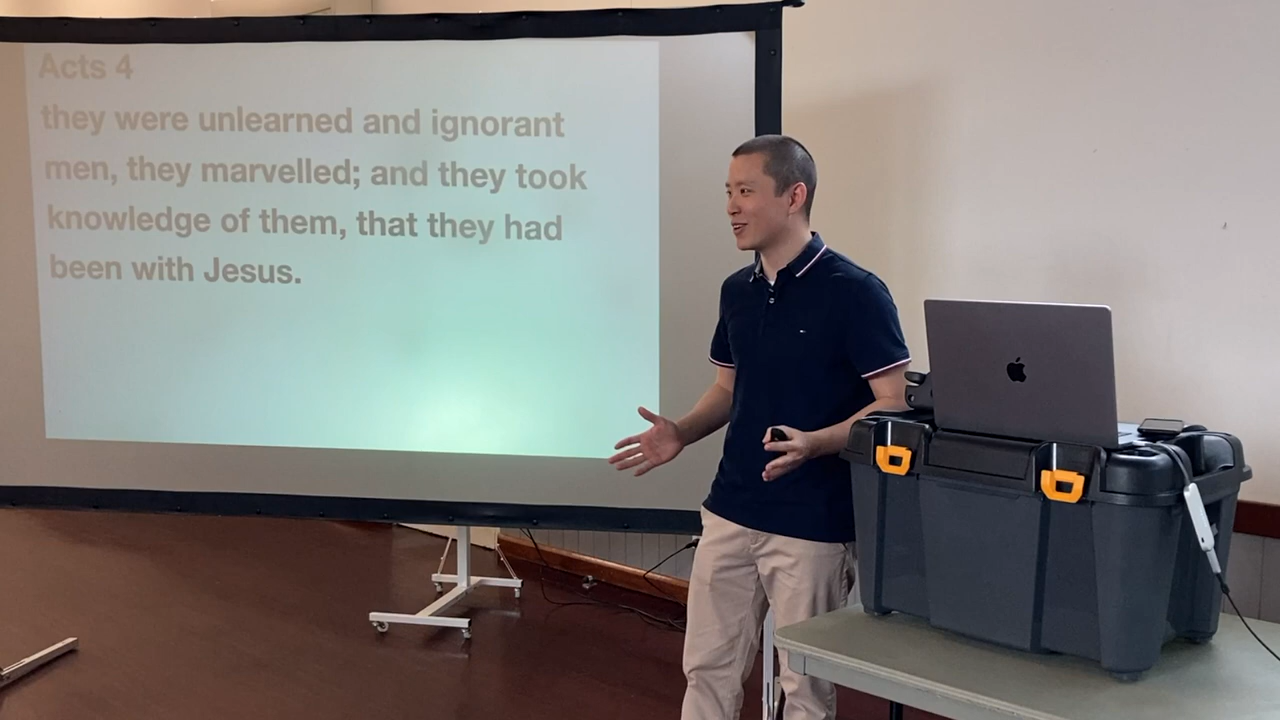 Acts 4
they were unlearned and ignorant
men, they marvelled; and they took
knowledge of them, that they had
been with Jesus.